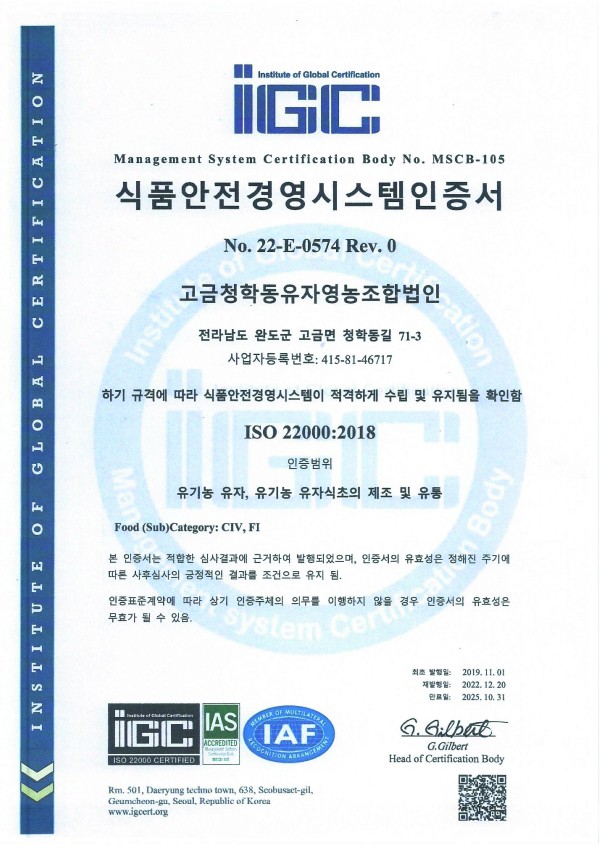 INSTITUTE OF GLOBAL CERTIFICATION
Institute of Global Certification
iGC
Management System Certification Body No. MSCB-105
식품안전경영시스템인증서
No. 22-E-0574 Rev. 0
고금청학동유자영농조합법인
전라남도 완도군 고금면 청학동길 71-3
사업자등록번호: 415-81-46717
하기 규격에 따라 식품안전경영시스템이 적격하게 수립 및 유지됨을 확인함
ISO 22000:2018
인증범위
유기농 유자, 유기농 유자식초의 제조 및 유통
Food (Sub)Category: CIV, FI
본 인증서는 적합한 심사결과에 근거하여 발행되었으며, 인증서의 유효성은 정해진 주기에
따른 사후심사의 긍정적인 결과를 조건으로 유지 됨.
인증표준계약에 따라 상기 인증주체의 의무를 이행하지 않을 경우 인증서의 유효성은
무효가 될 수 있음.
Institute of Global Certification
Management System Certification Body
최초 발행일: 2019. 11. 01
재발행일: 2022. 12. 20
만료일: 2025. 10. 31
Institute of Global Certification
iGC
ISO 22000 CERTIFIED
IAS
ACCREDITED
MEMBER OF MULTILATERAL
IAF
RECOGNITION ARRANGEMENT
G. Gilbert
G.Gilbert
Head of Certification Body
Rm. 501, Daeryung techno town, 638, Seobusaet-gil,
Geumcheon-gu, Seoul, Republic of Korea
www.igcert.org